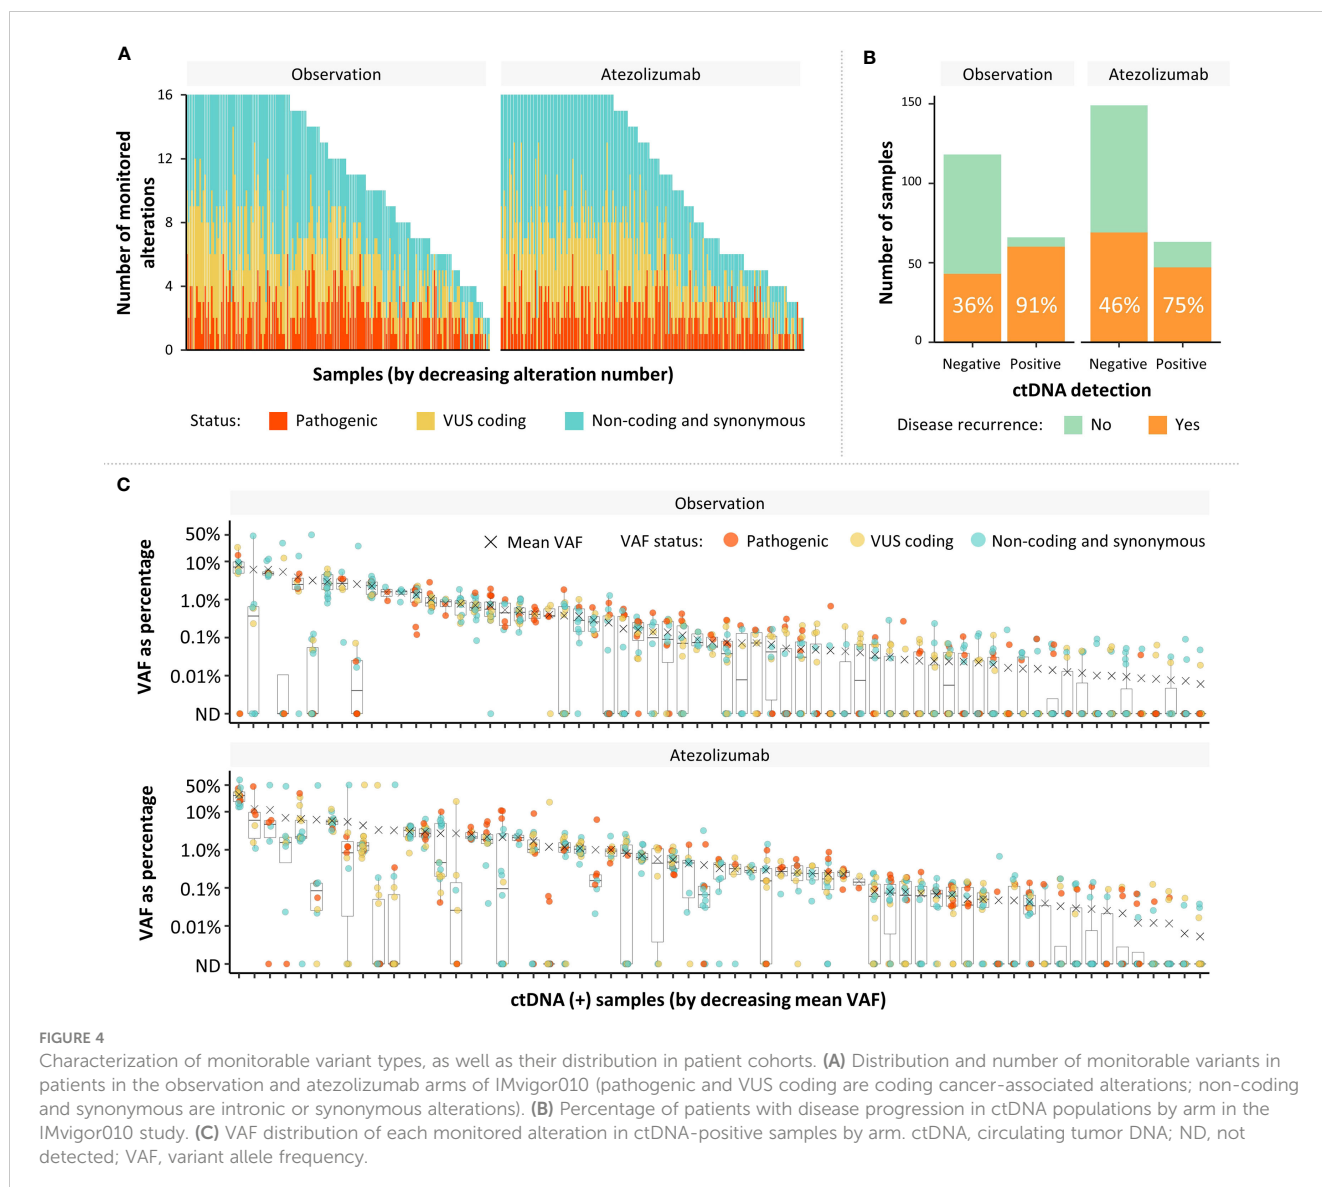 A
Observation
Atezolizumab
Number of monitored
alterations
16
12
8
4
0
Samples (by decreasing alteration number)
Status:
Pathogenic
VUS coding
Non-coding and synonymous
B
Observation
Atezolizumab
Number of samples
150
100
50
0
36%
91%
46%
75%
Negative
Positive
Negative
Positive
ctDNA detection
Disease recurrence:
No
Yes
C
Observation
Mean VAF
VAF status:
Pathogenic
VUS coding
Non-coding and synonymous
VAF as percentage
50%
10%
1.0%
0.1%
0.01%
ND
Atezolizumab
VAF as percentage
50%
10%
1.0%
0.1%
0.01%
ND
ctDNA (+) samples (by decreasing mean VAF)
FIGURE 4
Characterization of monitorable variant types, as well as their distribution in patient cohorts. (A) Distribution and number of monitorable variants in
patients in the observation and atezolizumab arms of IMvigor010 (pathogenic and VUS coding are coding cancer-associated alterations; non-coding
and synonymous are intronic or synonymous alterations). (B) Percentage of patients with disease progression in ctDNA populations by arm in the
IMvigor010 study. (C) VAF distribution of each monitored alteration in ctDNA-positive samples by arm. ctDNA, circulating tumor DNA; ND, not
detected; VAF, variant allele frequency.